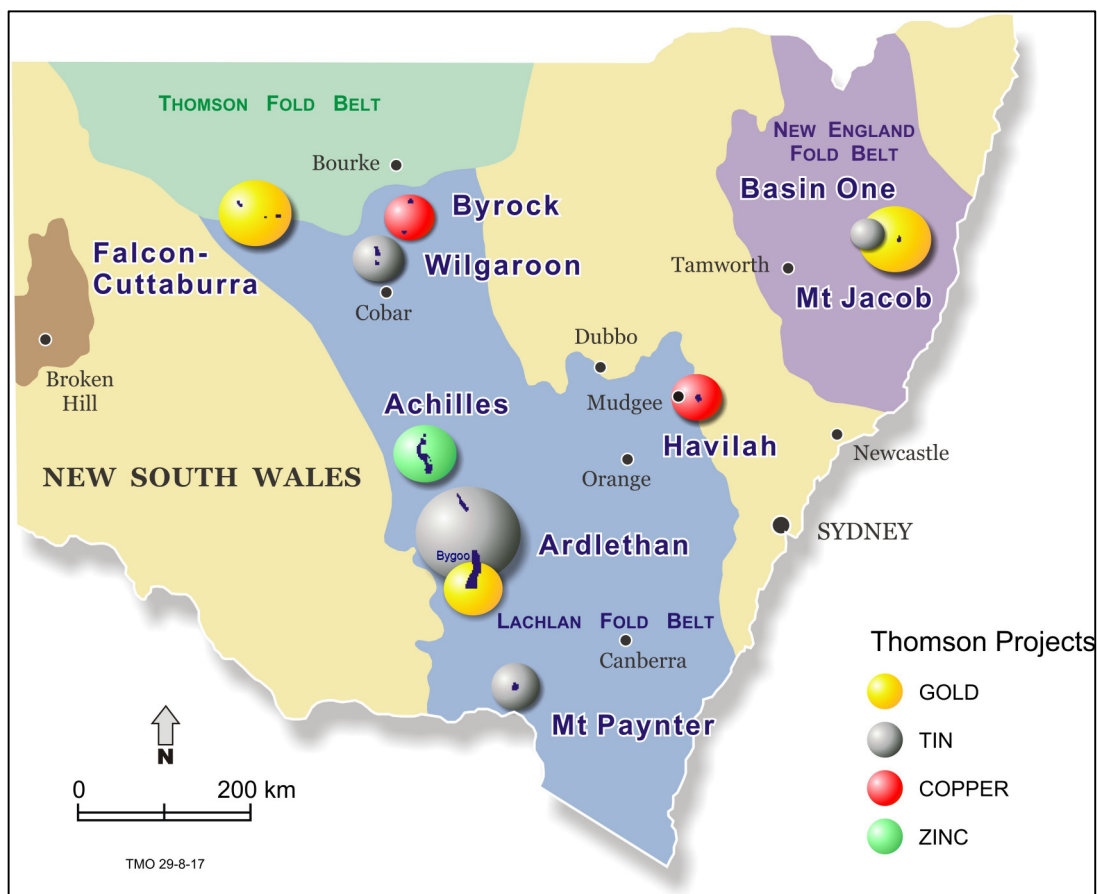 THOMSON FOLD BELT
Bourke
NEW ENGLAND
FOLD BELT
Basin One
Byrock
Falcon-
Cuttaburra
Wilgaroon
Tamworth
Mt Jacob
Cobar
Dubbo
Broken
Hill
Achilles
Mudgee
Havilah
Newcastle
NEW SOUTH WALES
Orange
SYDNEY
Ardlethan
Bygoo
LACHLAN FOLD BELT
Canberra
Mt Paynter
Thomson Projects
GOLD
TIN
COPPER
ZINC
N
0 200 km
TMO 29-8-17